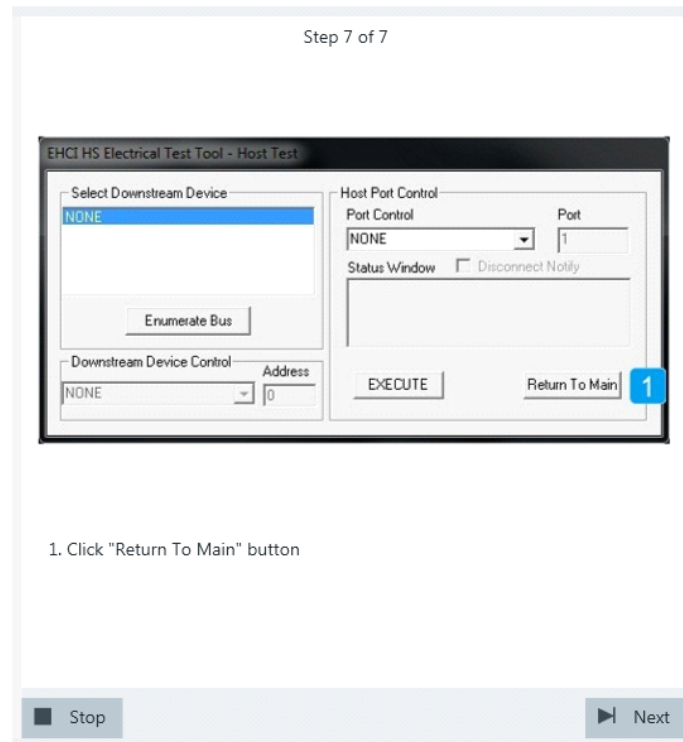 Step 7 of 7
EHCI HS Electrical Test Tool - Host Test
Select Downstream Device
NONE
Enumerate Bus
Downstream Device Control
Address
NONE
0
Host Port Control
Port Control
Port
NONE
1
Status Window
Disconnect Notify
EXECUTE
Return To Main
1
1. Click "Return To Main" button
Stop
Next